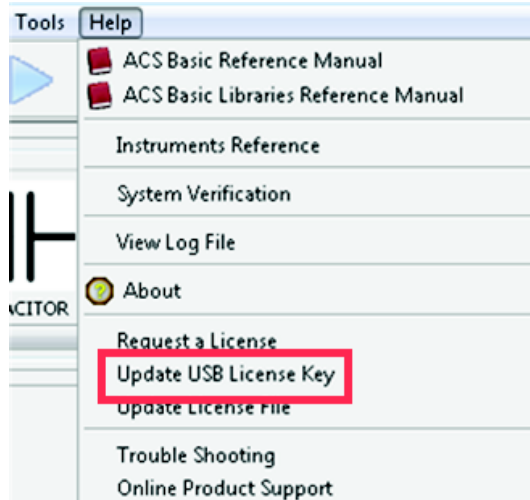 Tools Help
ACS Basic Reference Manual
ACS Basic Libraries Reference Manual
Instruments Reference
System Verification
View Log File
About
ACITOR
Request a License
Update USB License Key
Update License File
Trouble Shooting
Online Product Support